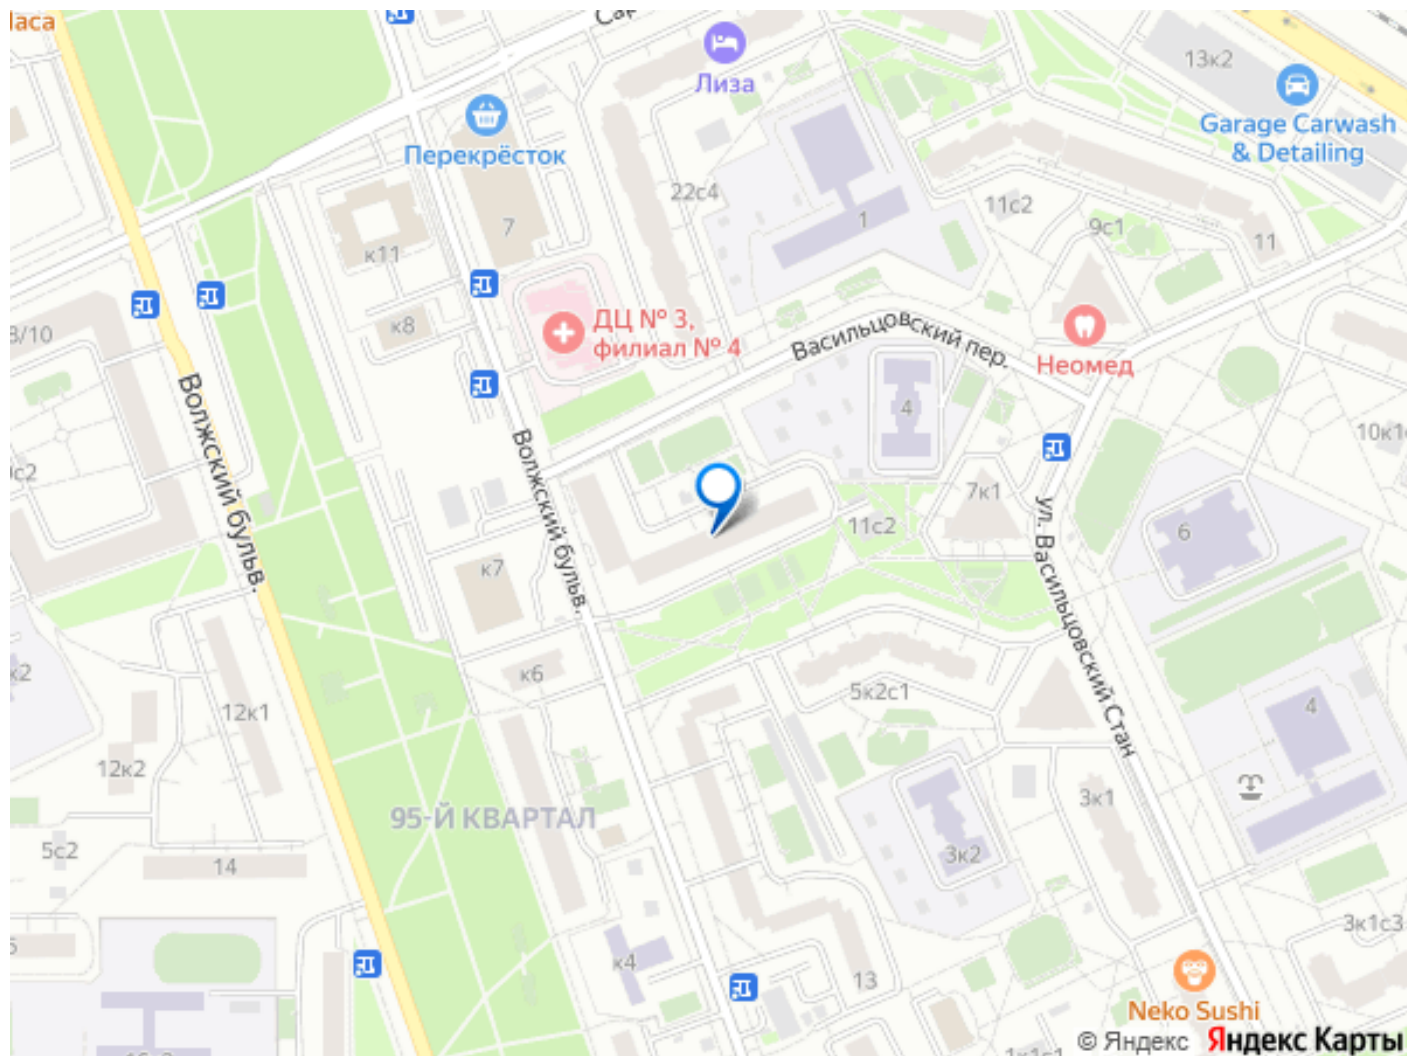 Лиза
13к2
Garage Carwash
& Detailing
Перекрёсток
22с4
1
11с2
9с1
11
7
к11
к8
ДЦ № 3,
филиал № 4
Васильцовский пер.
Неомед
3/10
4
10к1
7к1
11с2
6
Волжский бульв.
Волжский бульв.
ул. Васильцовский Стан
к7
к6
5к2с1
4
12к1
12к2
95-Й КВАРТАЛ
3к1
5с2
14
3к2
3к1с3
к4
13
Neko Sushi
© Яндекс Яндекс Карты